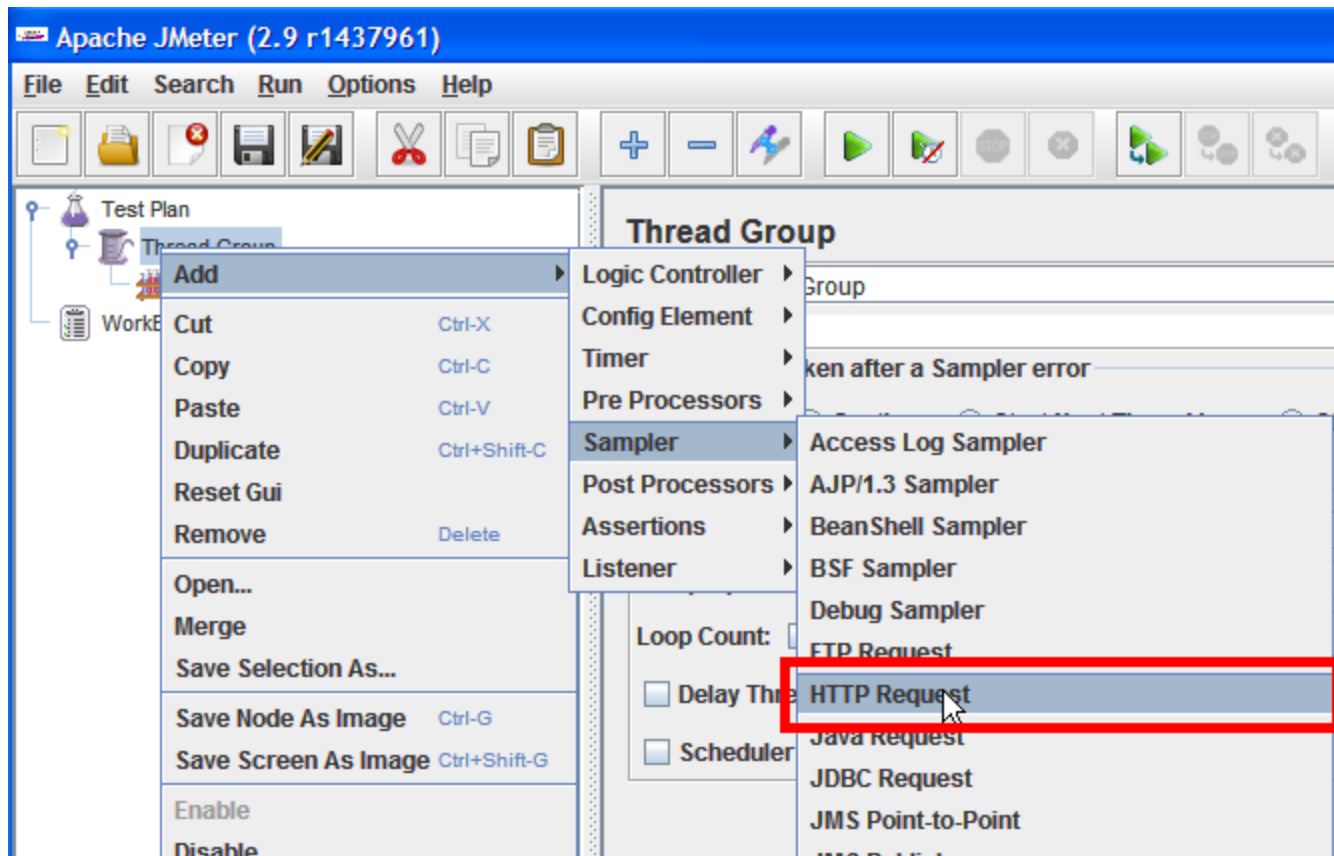 Apache JMeter (2.9 r1437961)
File Edit Search Run Options Help
STOP
Test Plan
Thread Group
Thread Group
Add
Logic Controller
Group
Cut Ctrl-X
Config Element
Copy Ctrl-C
Timer
after a Sampler error
Paste Ctrl-V
Pre Processors
Duplicate Ctrl+Shift-C
Sampler
Access Log Sampler
Reset Gui
Post Processors
AJP/1.3 Sampler
Remove Delete
Assertions
BeanShell Sampler
Listener
BSF Sampler
Open...
Debug Sampler
Merge
Loop Count:
FTP Request
Save Selection As...
Delay
HTTP Request
Save Node As Image Ctrl-G
Java Request
Save Screen As Image Ctrl+Shift-G
Scheduler
JDBC Request
Enable
JMS Point-to-Point
Disable